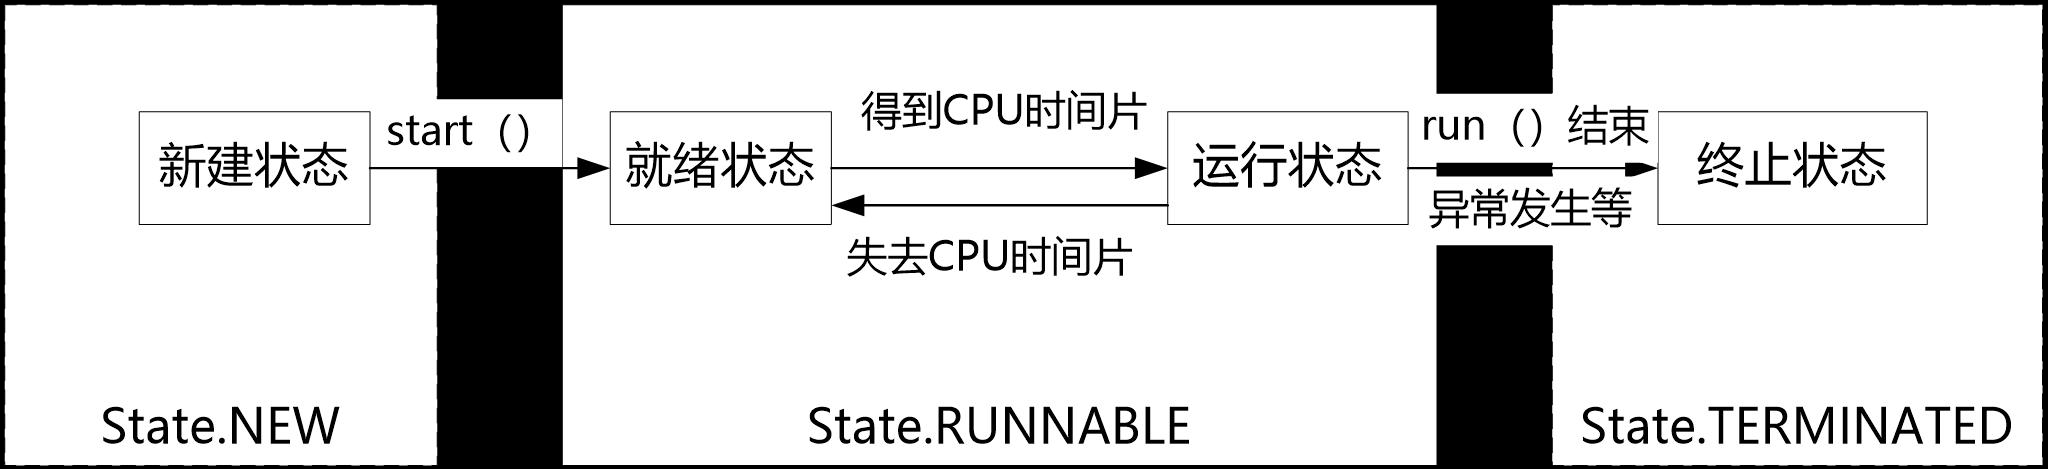 新建状态
start（）
就绪状态
得到CPU时间片
失去CPU时间片
运行状态
run（）结束
异常发生等
终止状态
State.NEW
State.RUNNABLE
State.TERMINATED